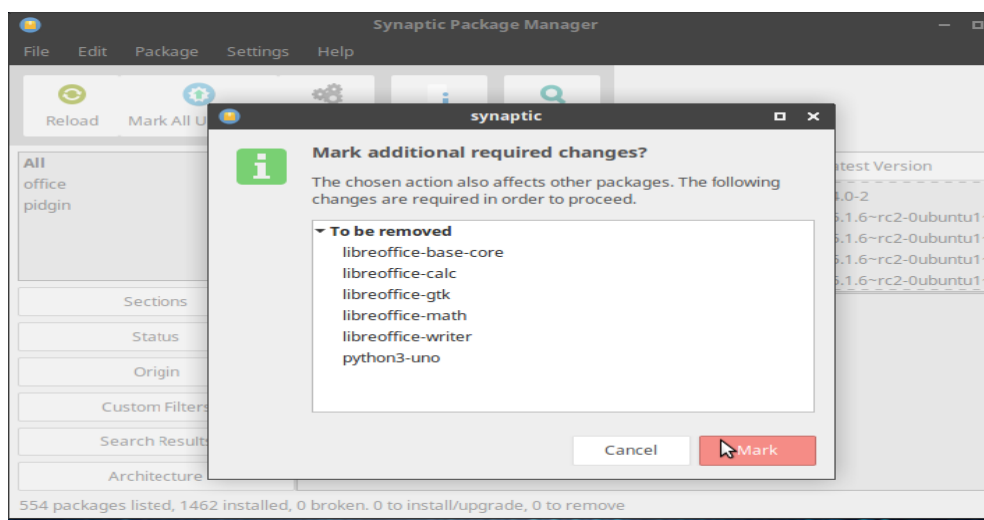 Synaptic Package Manager
File Edit Package Settings Help
Reload Mark All U
synaptic
Mark additional required changes?
The chosen action also affects other packages. The following
changes are required in order to proceed.
To be removed
libreoffice-base-core
libreoffice-calc
libreoffice-gtk
libreoffice-math
libreoffice-writer
python3-uno
Cancel Mark
All
office
pidgin
Sections
Status
Origin
Custom Filters
Search Results
Architecture
atest Version
.0-2
.1.6~rc2-0ubuntu1
.1.6~rc2-0ubuntu1
.1.6~rc2-0ubuntu1
.1.6~rc2-0ubuntu1
554 packages listed, 1462 installed, 0 broken. 0 to install/upgrade, 0 to remove